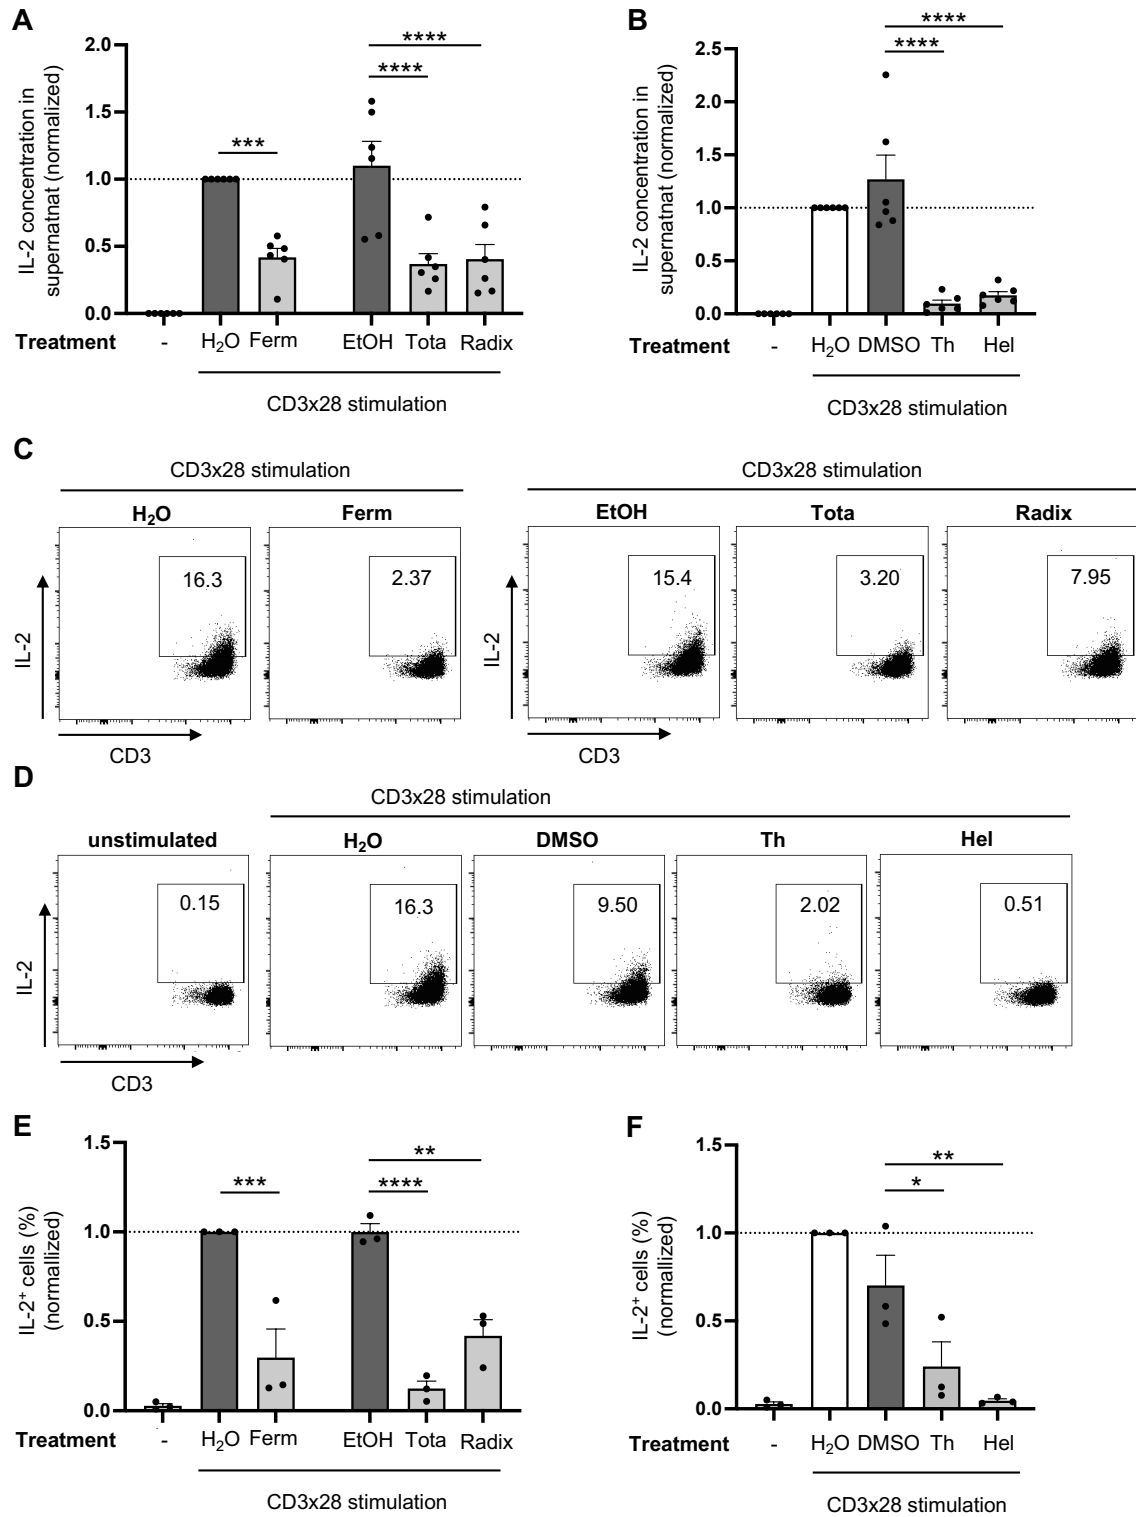 A
IL-2 concentration in
supernatnat (normalized)
2.0
1.5
1.0
0.5
0.0
***
****
****
Treatment
-
H2O
Ferm
EtOH
Tota
Radix
CD3x28 stimulation
B
IL-2 concentration in
supernatnat (normalized)
2.5
2.0
1.5
1.0
0.5
0.0
****
****
Treatment
-
H2O
DMSO
Th
Hel
CD3x28 stimulation
C
CD3x28 stimulation
H2O
Ferm
16.3
2.37
IL-2
CD3
CD3x28 stimulation
EtOH
Tota
Radix
15.4
3.20
7.95
IL-2
CD3
D
CD3x28 stimulation
unstimulated
H2O
DMSO
Th
Hel
0.15
16.3
9.50
2.02
0.51
IL-2
CD3
E
IL-2+ cells (%)
(normallized)
1.5
1.0
0.5
0.0
***
**
****
Treatment
-
H2O
Ferm
EtOH
Tota
Radix
CD3x28 stimulation
F
IL-2+ cells (%)
(normallized)
1.5
1.0
0.5
0.0
**
*
Treatment
-
H2O
DMSO
Th
Hel
CD3x28 stimulation